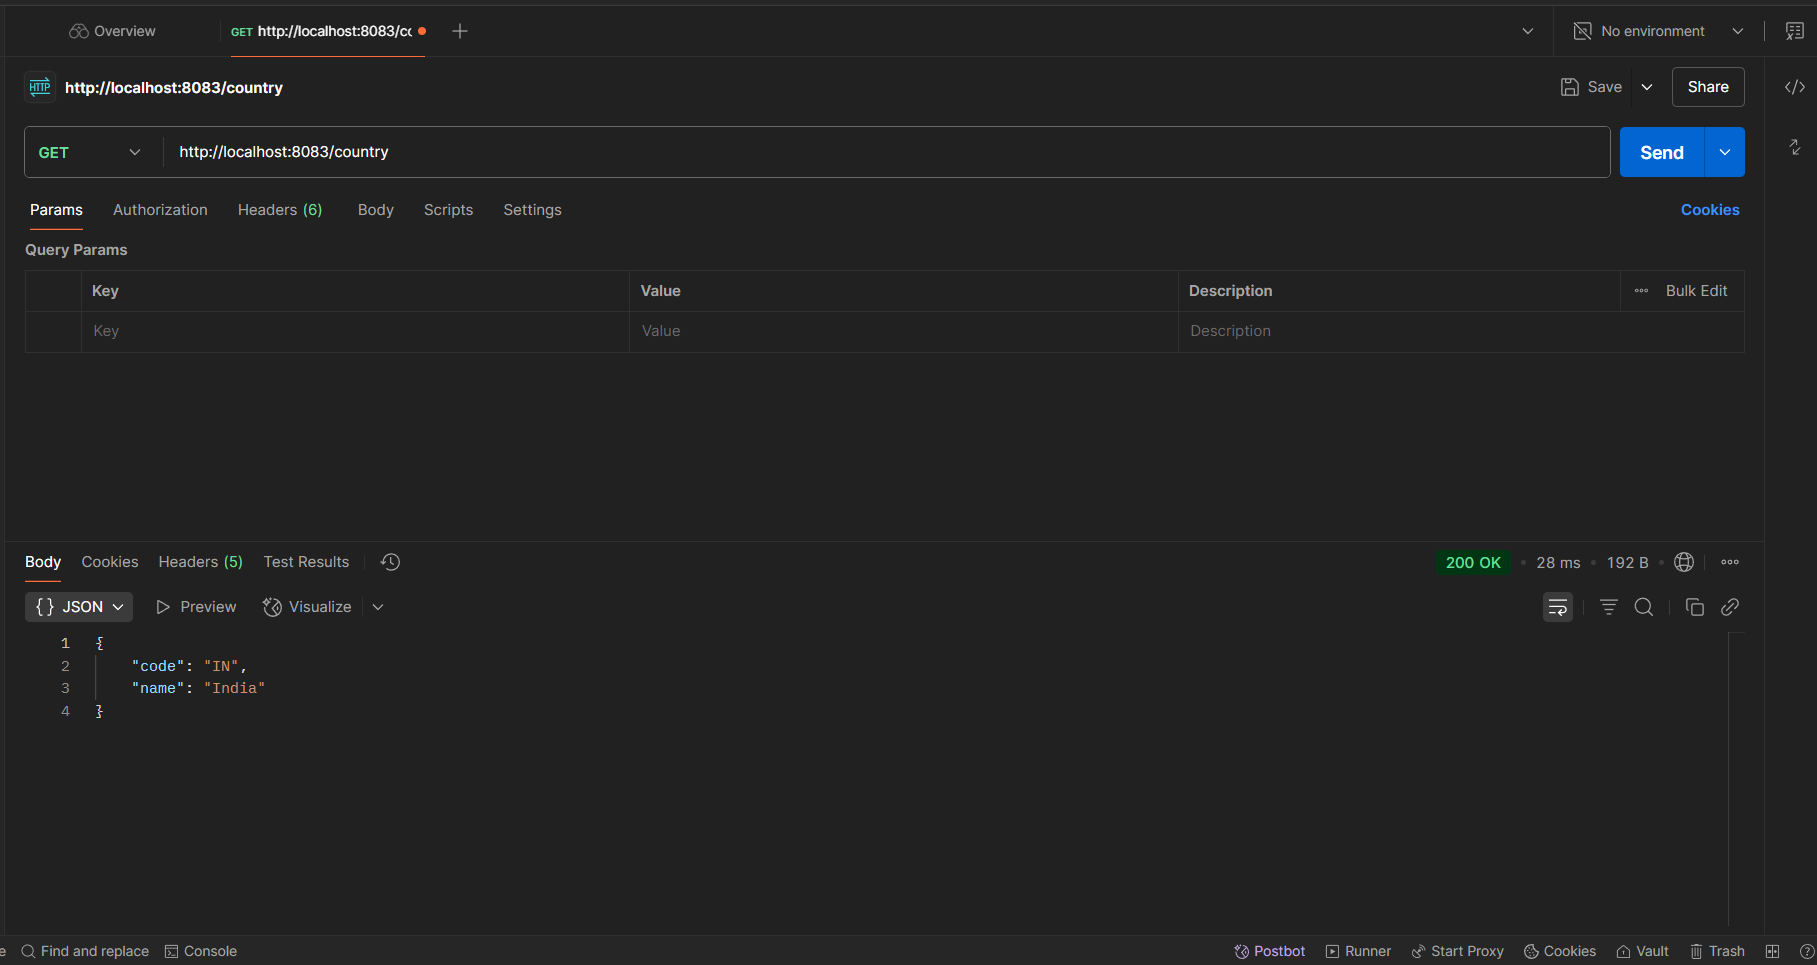 Overview
GET http://localhost:8083/cc
No environment
HTTP http://localhost:8083/country
Save
Share
GET
http://localhost:8083/country
Send
Params Authorization Headers (6) Body Scripts Settings Cookies
Query Params
Key Value Description Bulk Edit
Key Value Description
Body Cookies Headers (5) Test Results 200 OK • 28 ms • 192 B •
{} JSON Preview Visualize
1 {
2 "code": "IN",
3 "name": "India"
4 }
e Find and replace Console Postbot Runner Start Proxy Cookies Vault Trash